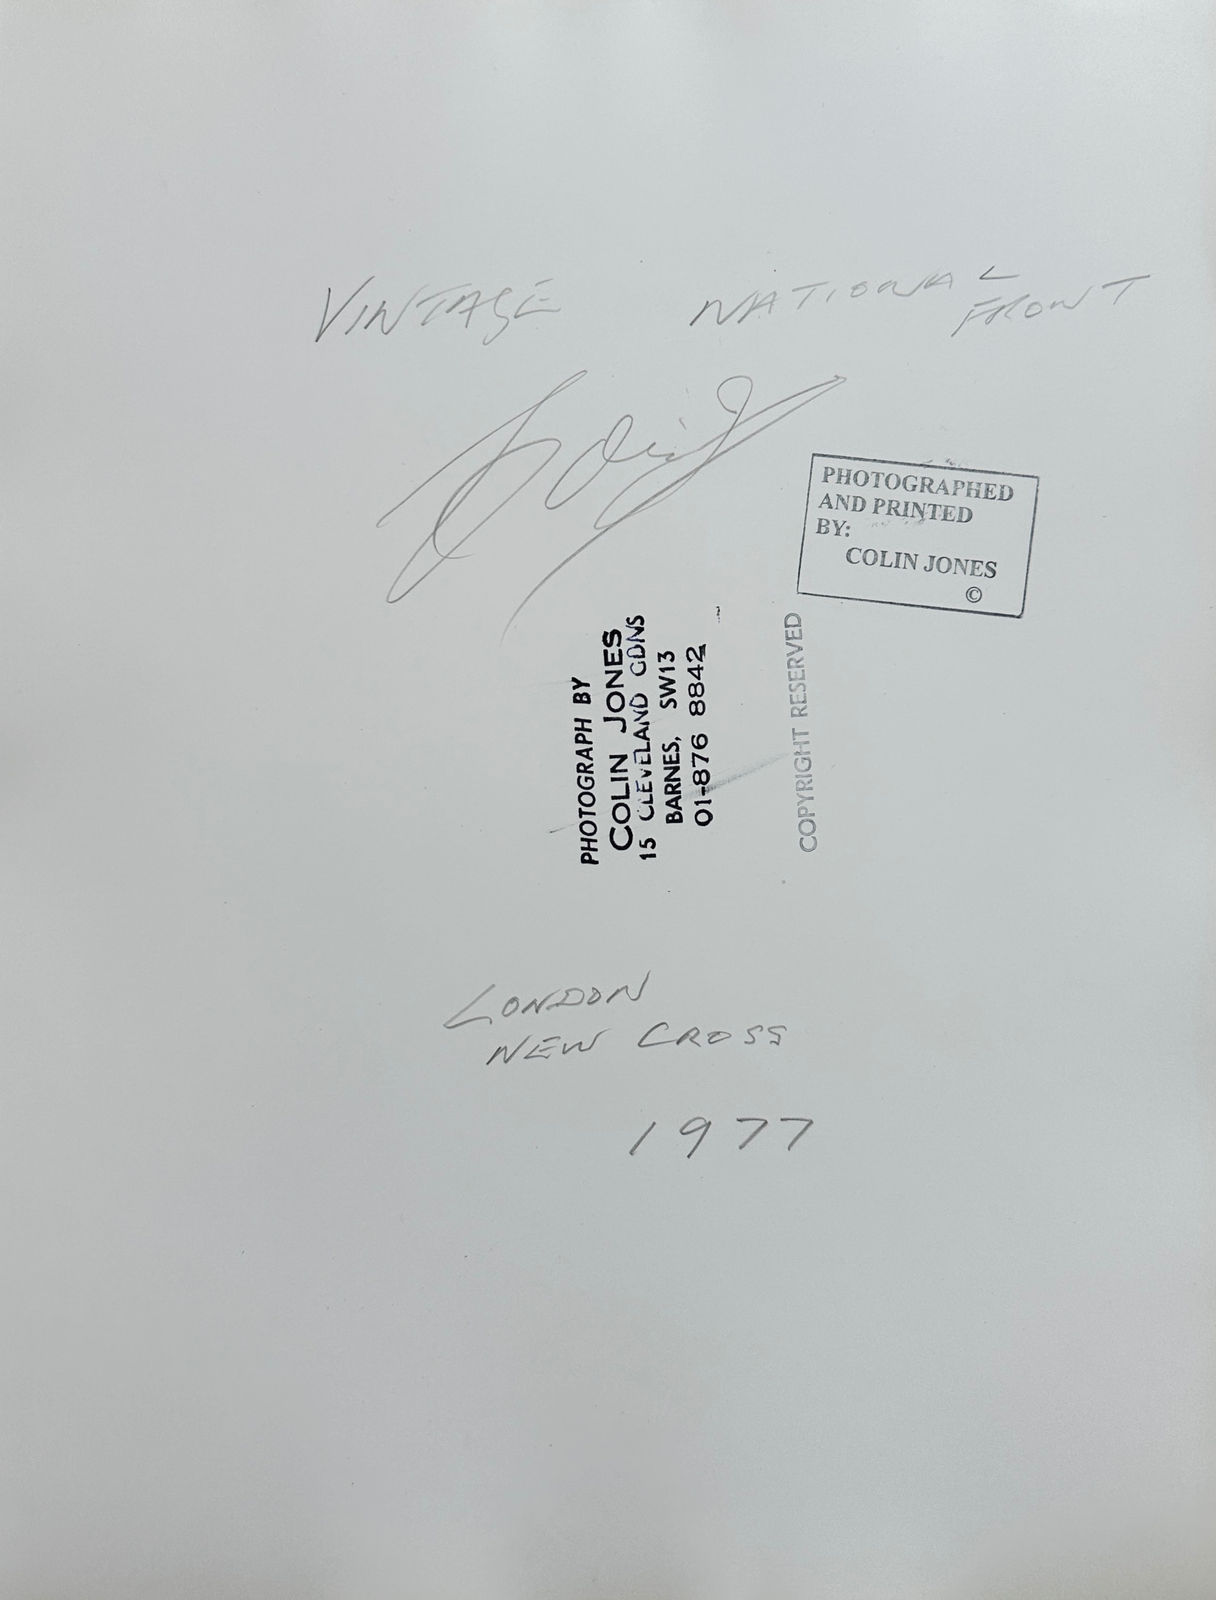 VINTAGE NATIONAL
FRONT
PHOTOGRAPHED
AND PRINTED
BY:
COLIN JONES
©
PHOTOGRAPH BY
COLIN JONES
15 CLEVELAND GDNS
BARNES, SW13
01-876 8842
COPYRIGHT RESERVED
LONDON
NEW CROSS
1977